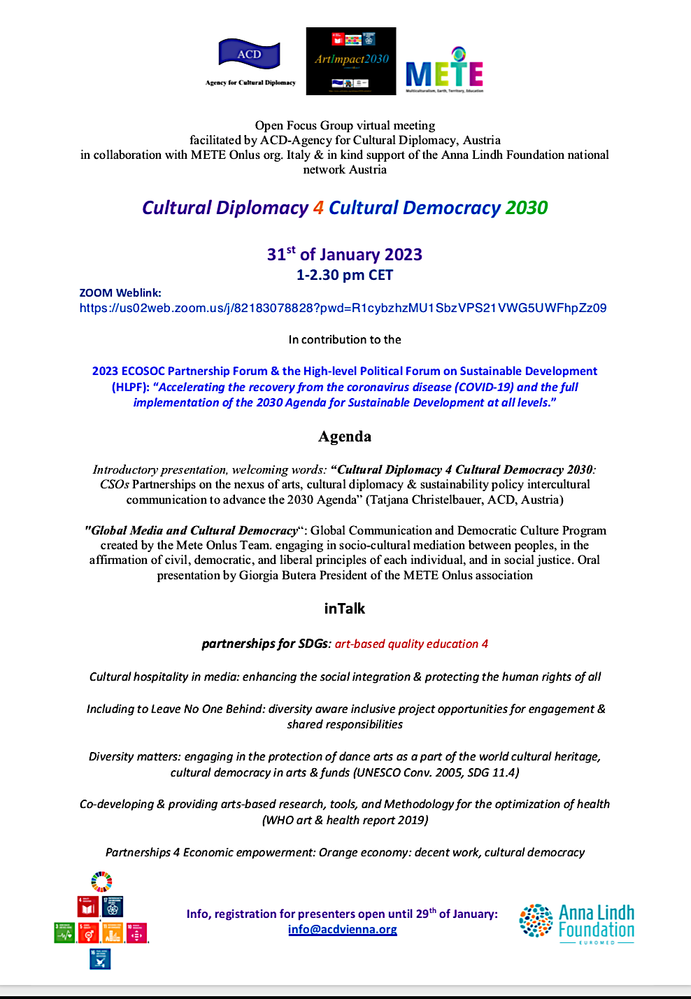 ACD
Agency for Cultural Diplomacy
ArtImpact2030
METE
Multiculturalism, Earth, Territory, Education
Open Focus Group virtual meeting
facilitated by ACD-Agency for Cultural Diplomacy, Austria
in collaboration with METE Onlus org. Italy & in kind support of the Anna Lindh Foundation national
network Austria
Cultural Diplomacy 4 Cultural Democracy 2030
31st of January 2023
1-2.30 pm CET
ZOOM Weblink:
https://us02web.zoom.us/j/82183078828?pwd=R1cybzhzMU1SbzVPS21VWG5UWFhpZz09
In contribution to the
2023 ECOSOC Partnership Forum & the High-level Political Forum on Sustainable Development
(HLPF): “Accelerating the recovery from the coronavirus disease (COVID-19) and the full
implementation of the 2030 Agenda for Sustainable Development at all levels.”
Agenda
Introductory presentation, welcoming words: “Cultural Diplomacy 4 Cultural Democracy 2030:
CSOs Partnerships on the nexus of arts, cultural diplomacy & sustainability policy intercultural
communication to advance the 2030 Agenda” (Tatjana Christelbauer, ACD, Austria)
"Global Media and Cultural Democracy“: Global Communication and Democratic Culture Program
created by the Mete Onlus Team. engaging in socio-cultural mediation between peoples, in the
affirmation of civil, democratic, and liberal principles of each individual, and in social justice. Oral
presentation by Giorgia Butera President of the METE Onlus association
inTalk
partnerships for SDGs: art-based quality education 4
Cultural hospitality in media: enhancing the social integration & protecting the human rights of all
Including to Leave No One Behind: diversity aware inclusive project opportunities for engagement &
shared responsibilities
Diversity matters: engaging in the protection of dance arts as a part of the world cultural heritage,
cultural democracy in arts & funds (UNESCO Conv. 2005, SDG 11.4)
Co-developing & providing arts-based research, tools, and Methodology for the optimization of health
(WHO art & health report 2019)
Partnerships 4 Economic empowerment: Orange economy: decent work, cultural democracy
4
17
3
5
11
10
16
Info, registration for presenters open until 29th of January:
info@acdvienna.org
Anna Lindh
Foundation
EUROMED